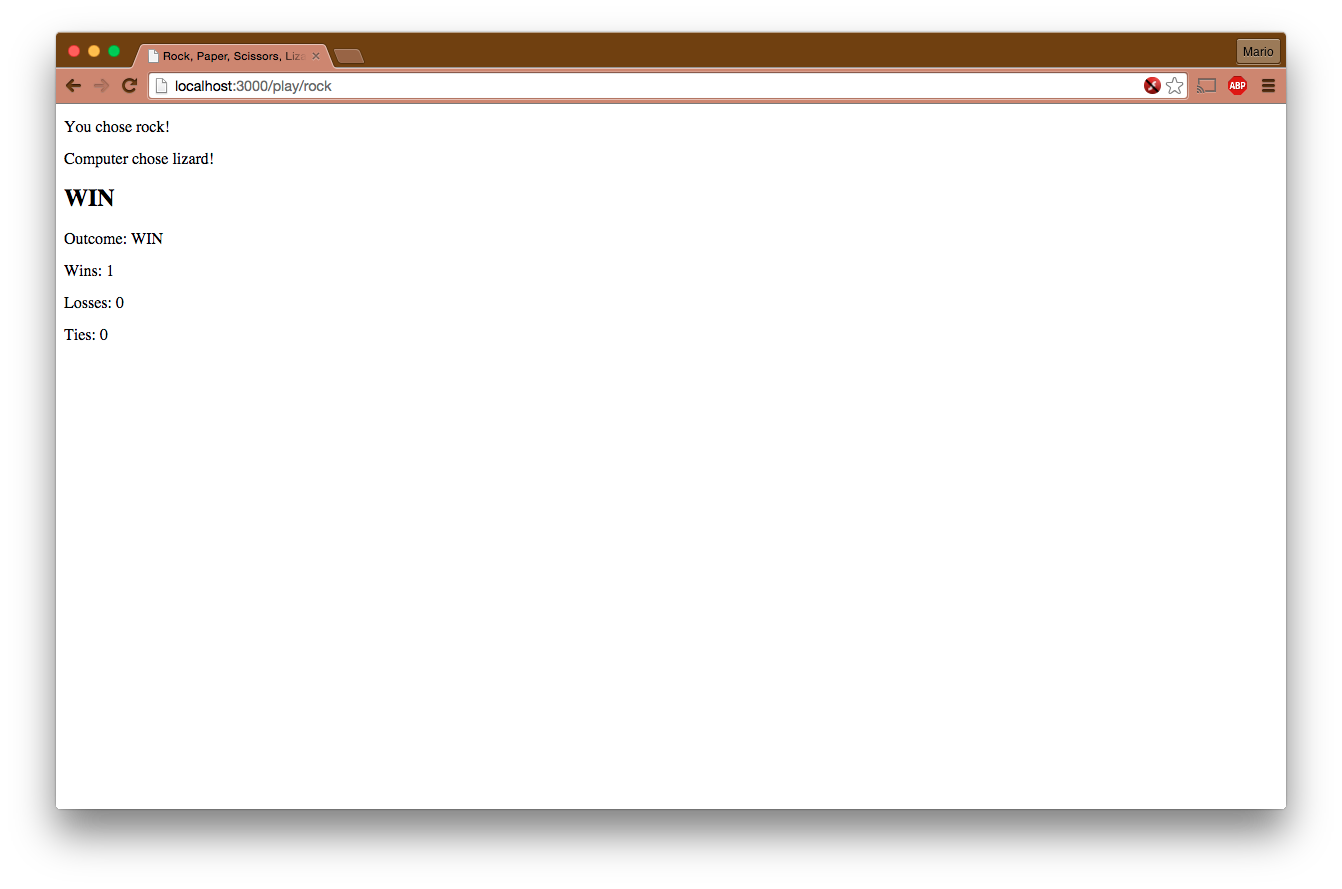 Rock, Paper, Scissors, Liza
Mario
localhost:3000/play/rock
ABP
You chose rock!
Computer chose lizard!
WIN
Outcome: WIN
Wins: 1
Losses: 0
Ties: 0